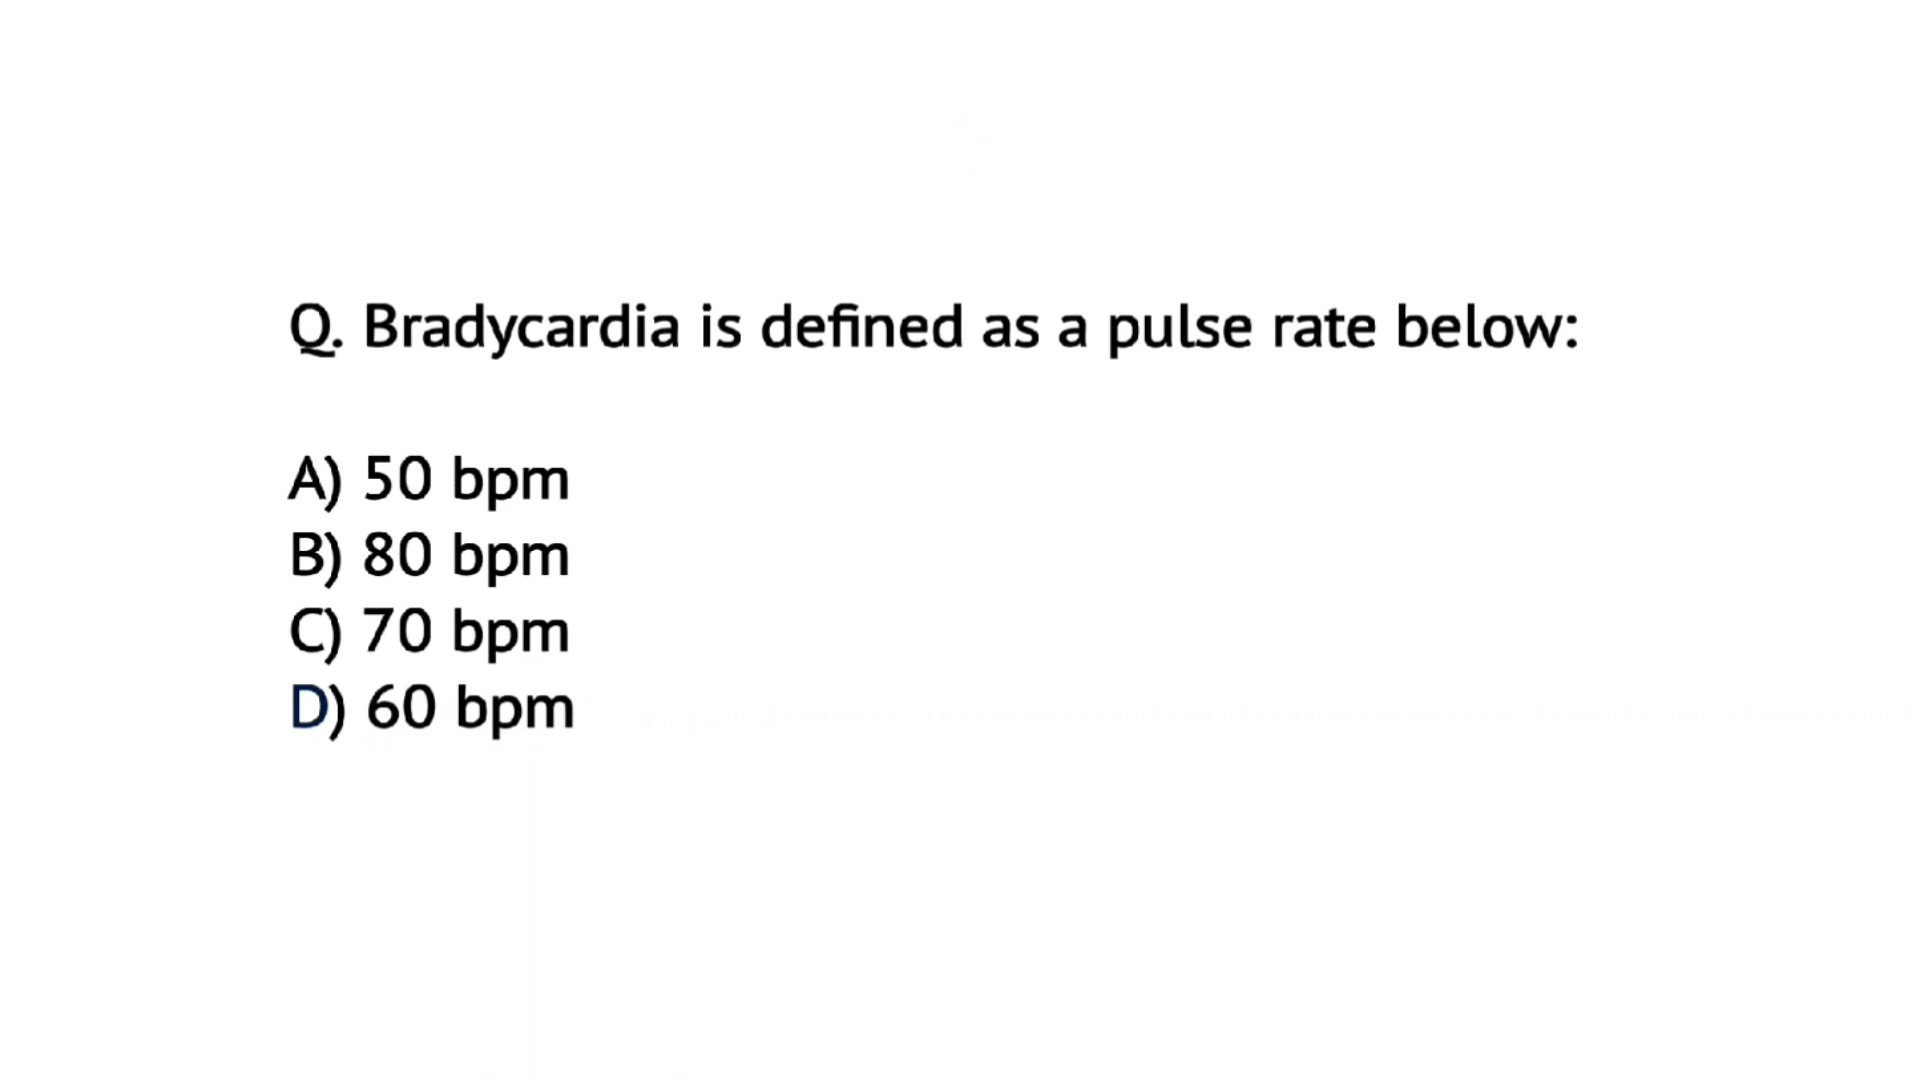 Q. Bradycardia is defined as a pulse rate below:
A) 50 bpm
B) 80 bpm
C) 70 bpm
D) 60 bpm